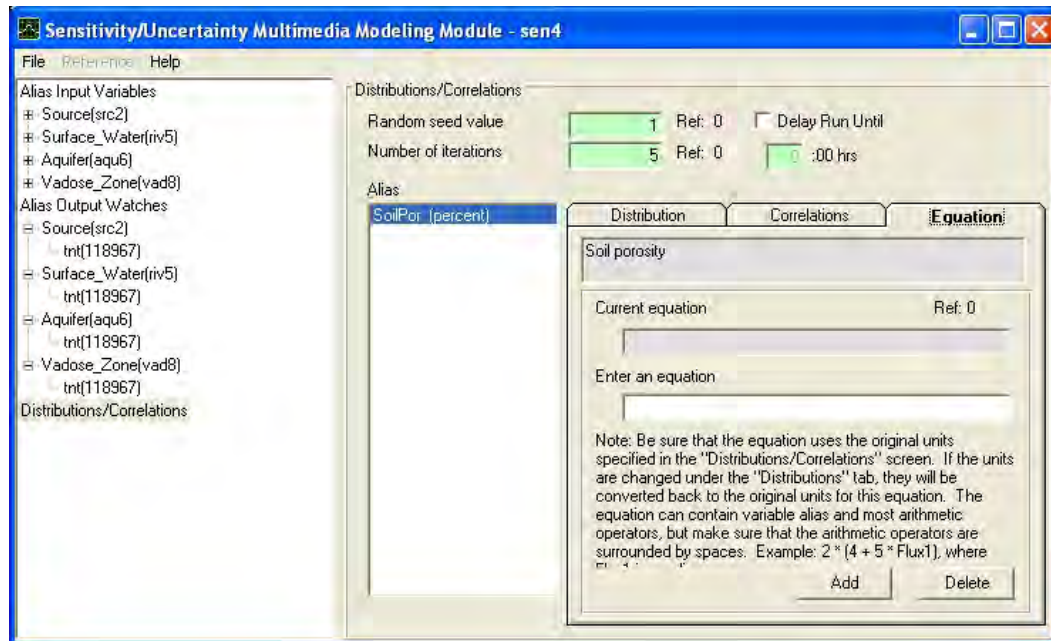 Sensitivity/Uncertainty Multimedia Modeling Module - sen4
File Reference Help
Alias Input Variables
Source(src2)
Surface_Water(riv5)
Aquifer(aqu6)
Vadose_Zone(vad8)
Alias Output Watches
Source(src2)
tnt(118967)
Surface_Water(riv5)
tnt(118967)
Aquifer(aqu6)
tnt(118967)
Vadose_Zone(vad8)
tnt(118967)
Distributions/Correlations
Distributions/Correlations
Random seed value 1 Ref: 0 Delay Run Until
Number of iterations 5 Ref: 0 0 :00 hrs
Alias
SoilPor (percent)
Distribution Correlations Equation
Soil porosity
Current equation Ref: 0
Enter an equation
Note: Be sure that the equation uses the original units
specified in the "Distributions/Correlations" screen. If the units
are changed under the "Distributions" tab, they will be
converted back to the original units for this equation. The
equation can contain variable alias and most arithmetic
operators, but make sure that the arithmetic operators are
surrounded by spaces. Example: 2 * (4 + 5 * Flux1), where
Add Delete